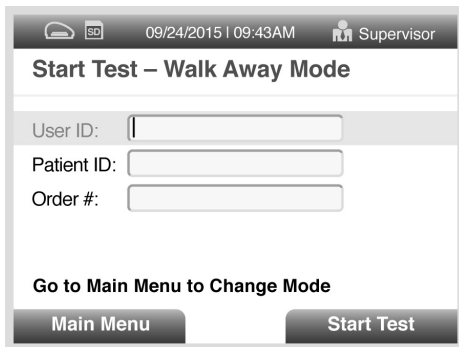 SD 09/24/2015 | 09:43AM Supervisor
Start Test – Walk Away Mode
User ID:
Patient ID:
Order #:
Go to Main Menu to Change Mode
Main Menu Start Test